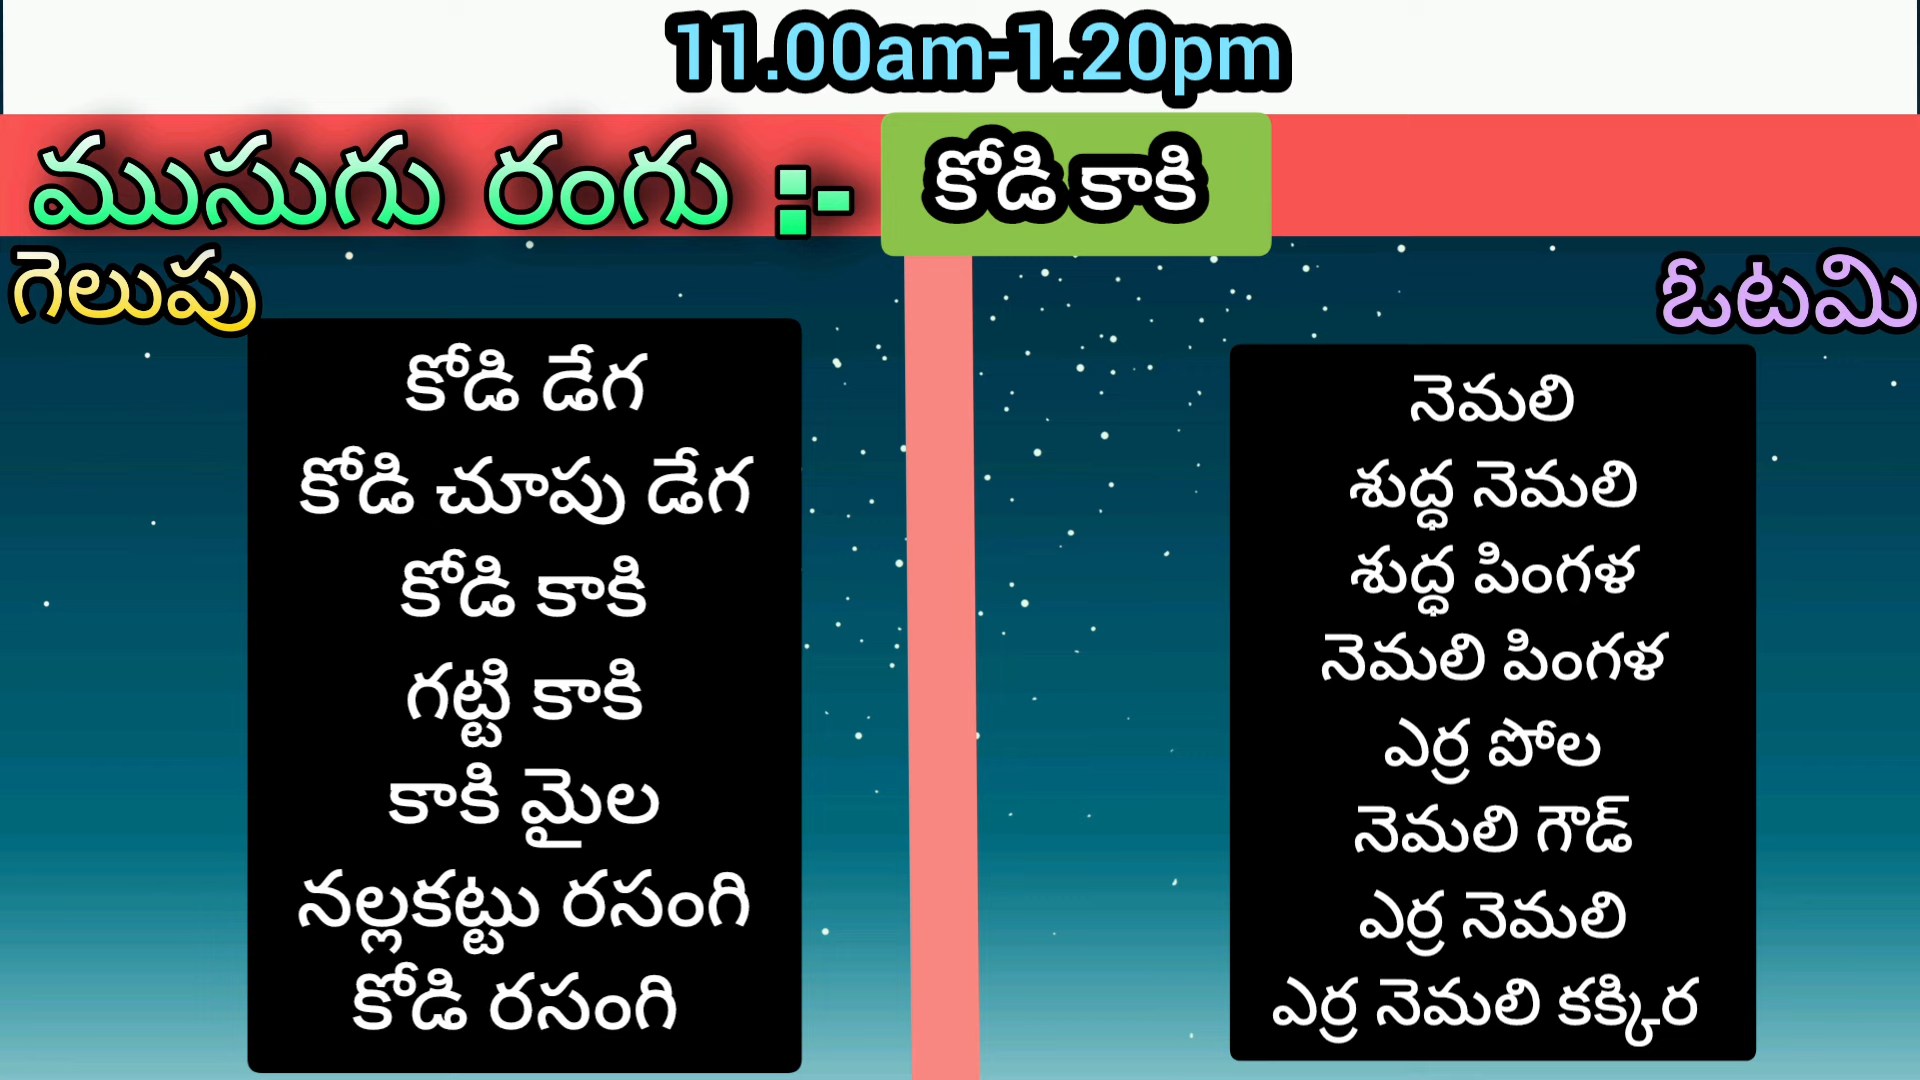 11.00am-1.20pm
ముసుగు రంగు :- కోడి కాకి
గెలుపు
ఓటమి
కోడి డేగ
కోడి చూపు డేగ
కోడి కాకి
గట్టి కాకి
కాకి మైల
నల్లకట్టు రసంగి
కోడి రసంగి
నెమలి
శుద్ధ నెమలి
శుద్ధ పింగళ
నెమలి పింగళ
ఎర్ర పోల
నెమలి గౌడ్
ఎర్ర నెమలి
ఎర్ర నెమలి కక్కిర